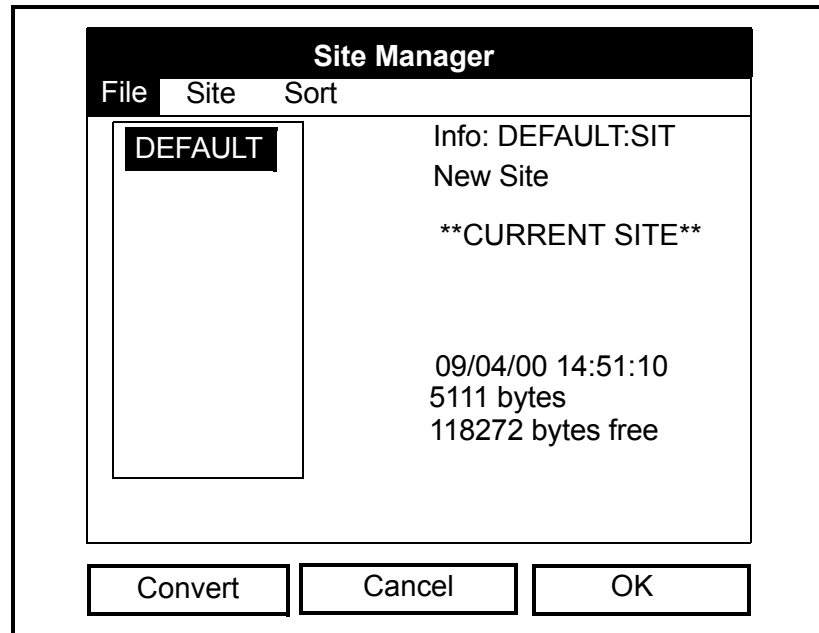 Site Manager
File Site Sort
DEFAULT
Info: DEFAULT:SIT
New Site
**CURRENT SITE**
09/04/00 14:51:10
5111 bytes
118272 bytes free
Convert Cancel OK